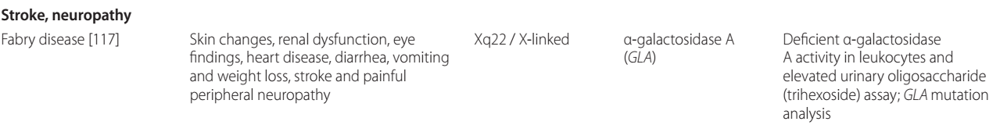 Stroke, neuropathy
Fabry disease [117]
Skin changes, renal dysfunction, eye
findings, heart disease, diarrhea, vomiting
and weight loss, stroke and painful
peripheral neuropathy
Xq22 / X-linked
α-galactosidase A
(GLA)
Deficient α-galactosidase
A activity in leukocytes and
elevated urinary oligosaccharide
(trihexoside) assay; GLA mutation
analysis